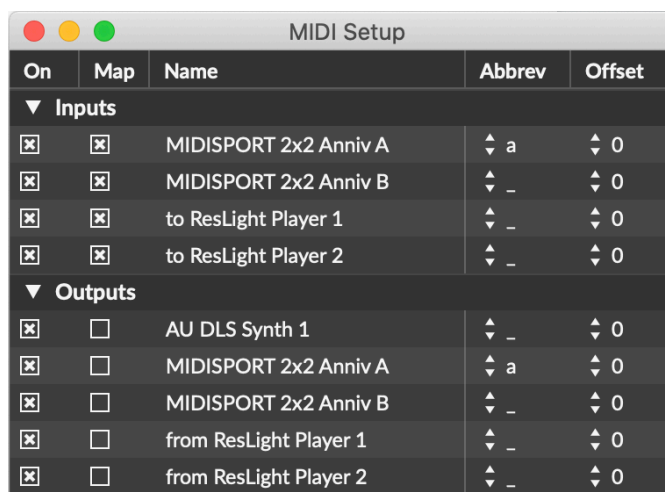 MIDI Setup
On Map Name Abbrev Offset
▼ Inputs
MIDISPORT 2x2 Anniv A a 0
MIDISPORT 2x2 Anniv B _ 0
to ResLight Player 1 _ 0
to ResLight Player 2 _ 0
▼ Outputs
AU DLS Synth 1 _ 0
MIDISPORT 2x2 Anniv A a 0
MIDISPORT 2x2 Anniv B _ 0
from ResLight Player 1 _ 0
from ResLight Player 2 _ 0